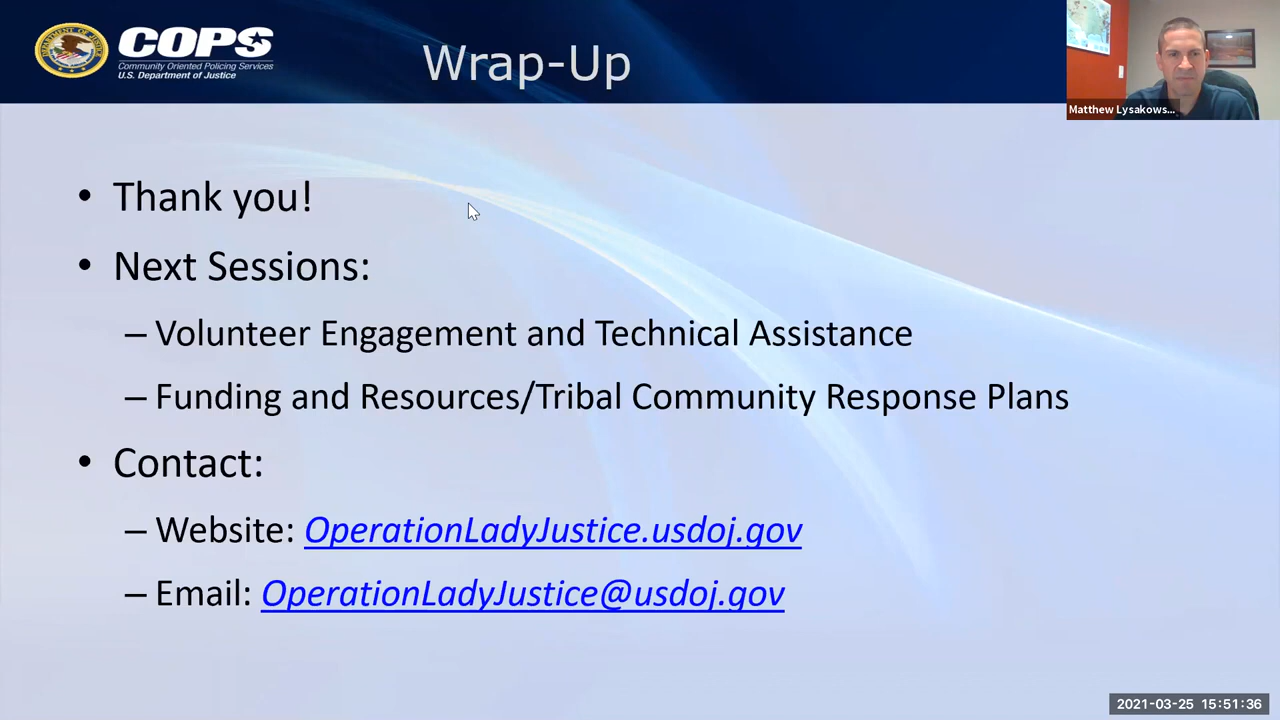 COPS
Community Oriented Policing Services
U.S. Department of Justice
Wrap-Up
Matthew Lysakows...
• Thank you!
• Next Sessions:
– Volunteer Engagement and Technical Assistance
– Funding and Resources/Tribal Community Response Plans
• Contact:
– Website: OperationLadyJustice.usdoj.gov
– Email: OperationLadyJustice@usdoj.gov
2021-03-25 15:51:36